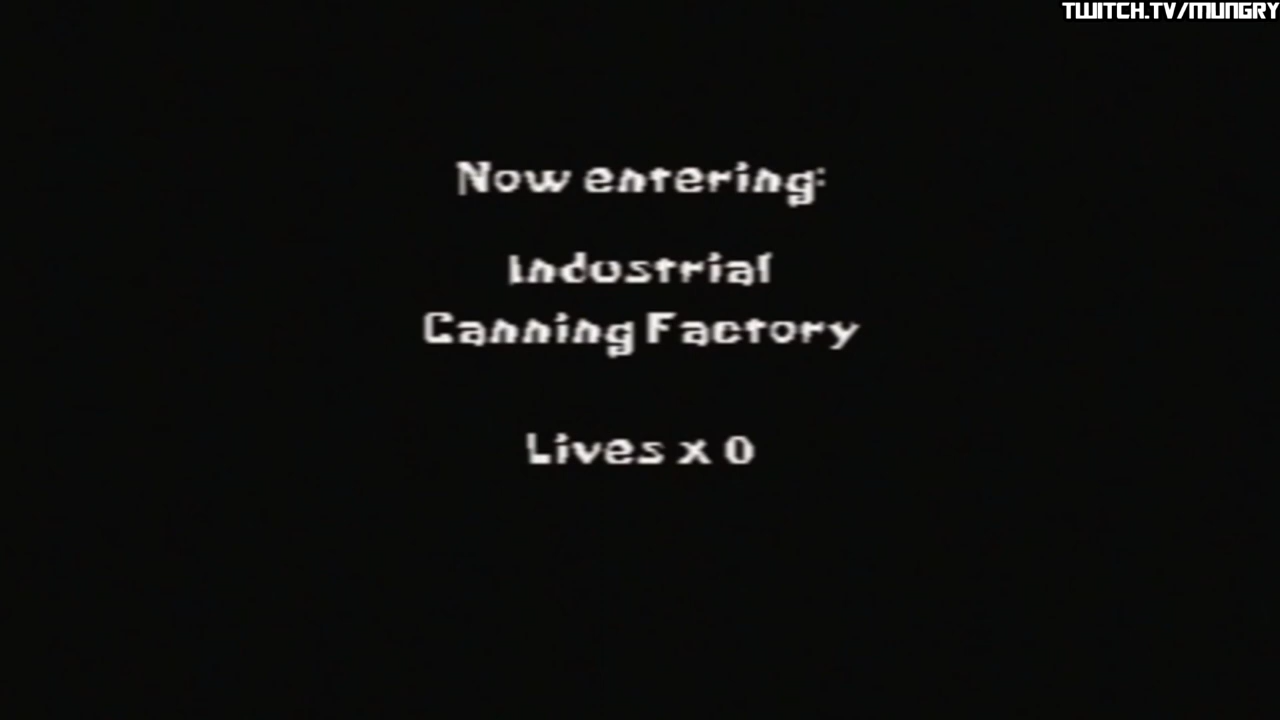 TWITCH.TV/MUNGRY
Now entering:
Industrial
Canning Factory
Lives x 0